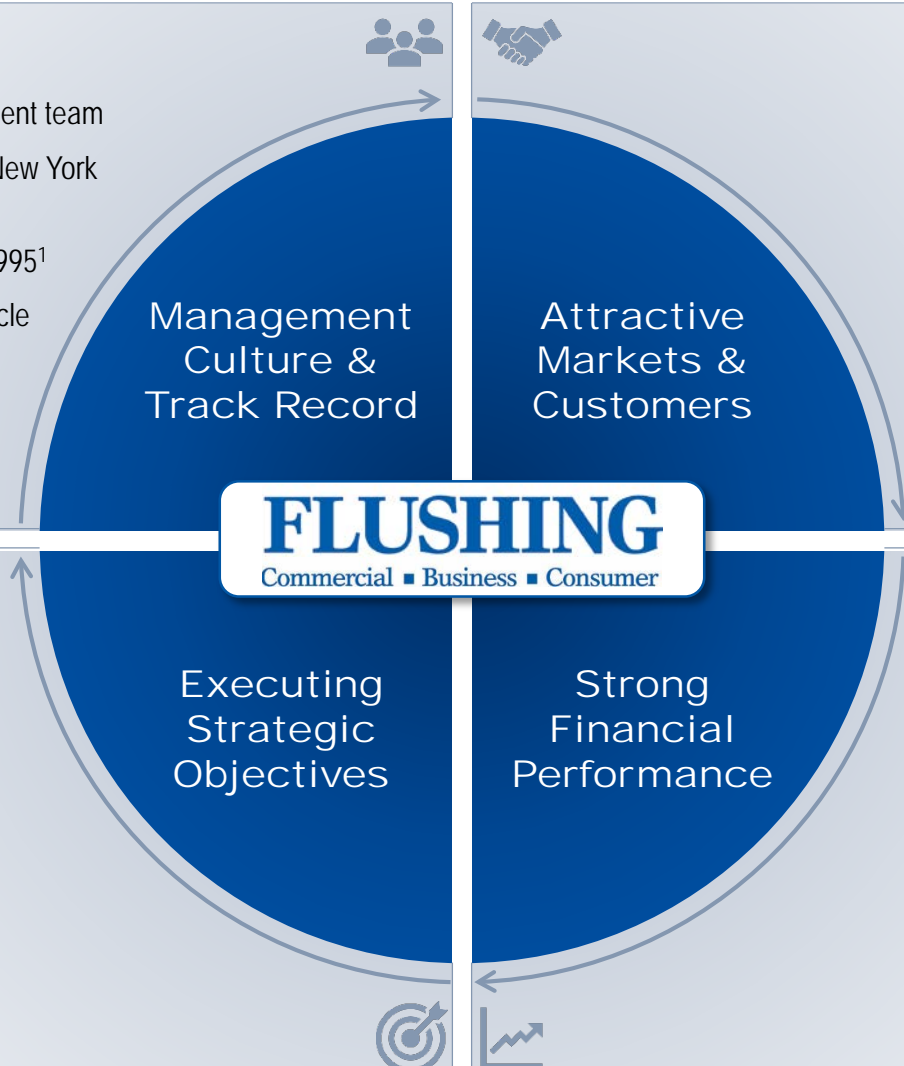 ent team
New York
995¹
cle
Management
Culture &
Track Record
Attractive
Markets &
Customers
FLUSHING
Commercial ■ Business ■ Consumer
Executing
Strategic
Objectives
Strong
Financial
Performance